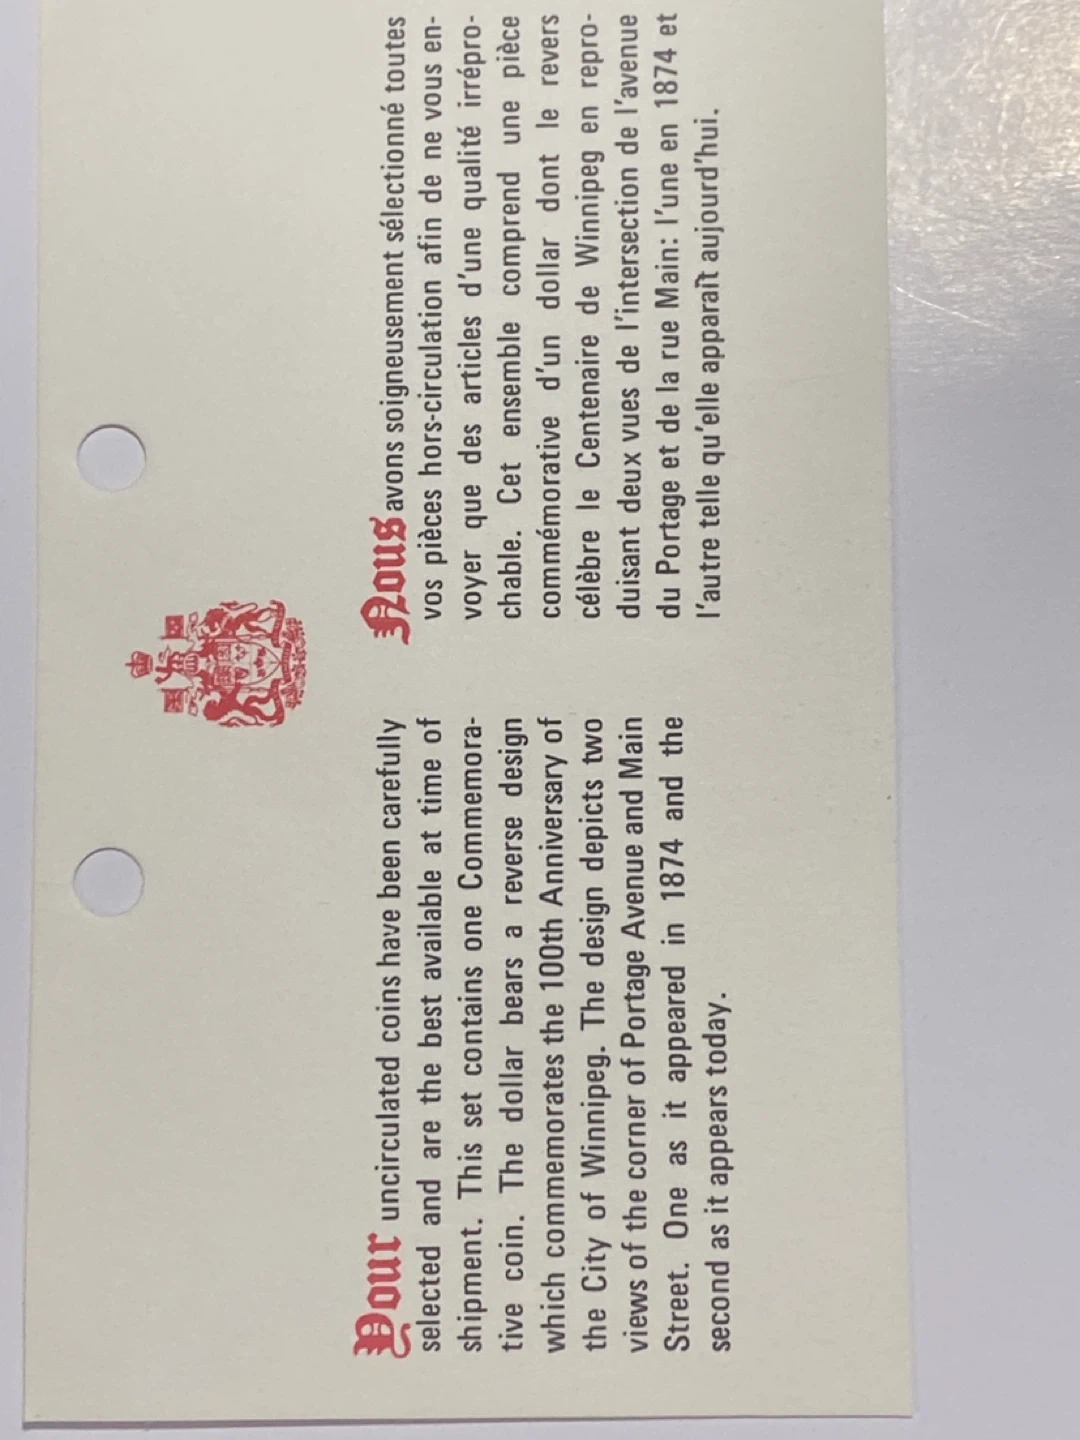 Your uncirculated coins have been carefully
selected and are the best available at time of
shipment. This set contains one Commemora-
tive coin. The dollar bears a reverse design
which commemorates the 100th Anniversary of
the City of Winnipeg. The design depicts two
views of the corner of Portage Avenue and Main
Street. One as it appeared in 1874 and the
second as it appears today.
Nous avons soigneusement sélectionné toutes
vos pièces hors-circulation afin de ne vous en-
voyer que des articles d'une qualité irrépro-
chable. Cet ensemble comprend une pièce
commémorative d'un dollar dont le revers
célèbre le Centenaire de Winnipeg en repro-
duisant deux vues de l'intersection de l'avenue
du Portage et de la rue Main: l'une en 1874 et
l'autre telle qu'elle apparaît aujourd'hui.